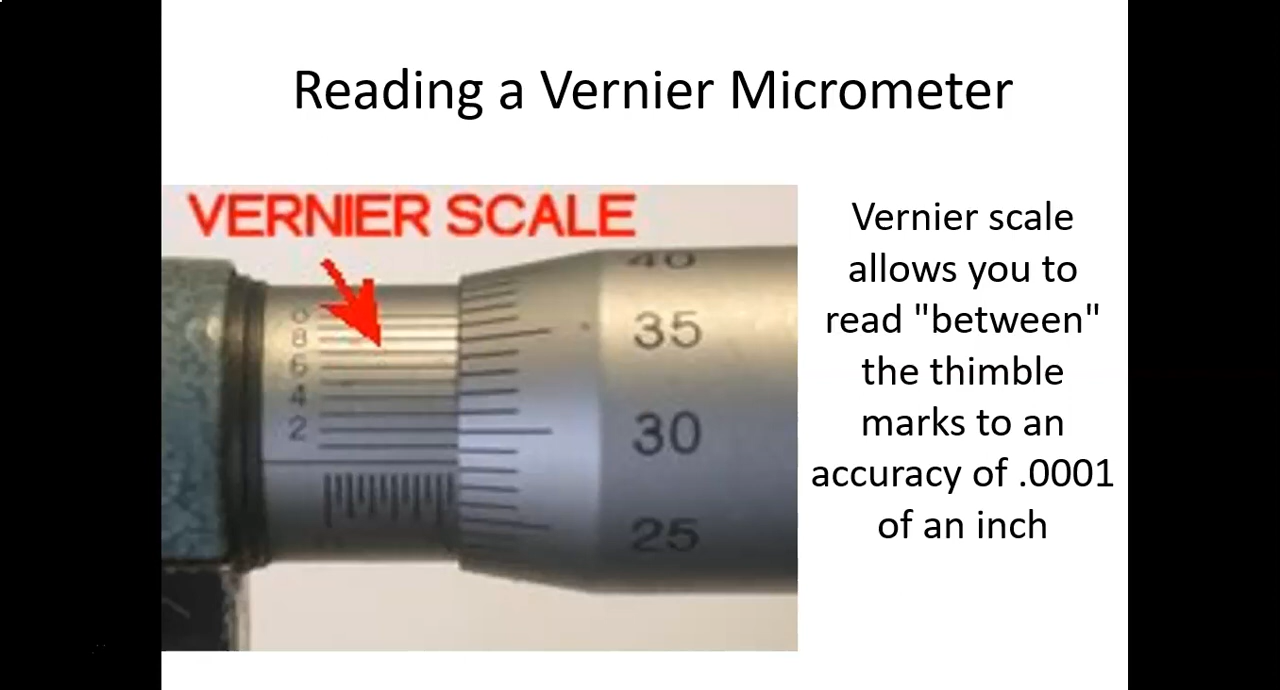 Reading a Vernier Micrometer
VERNIER SCALE
0
8
6
4
2
40
35
30
25
Vernier scale
allows you to
read "between"
the thimble
marks to an
accuracy of .0001
of an inch